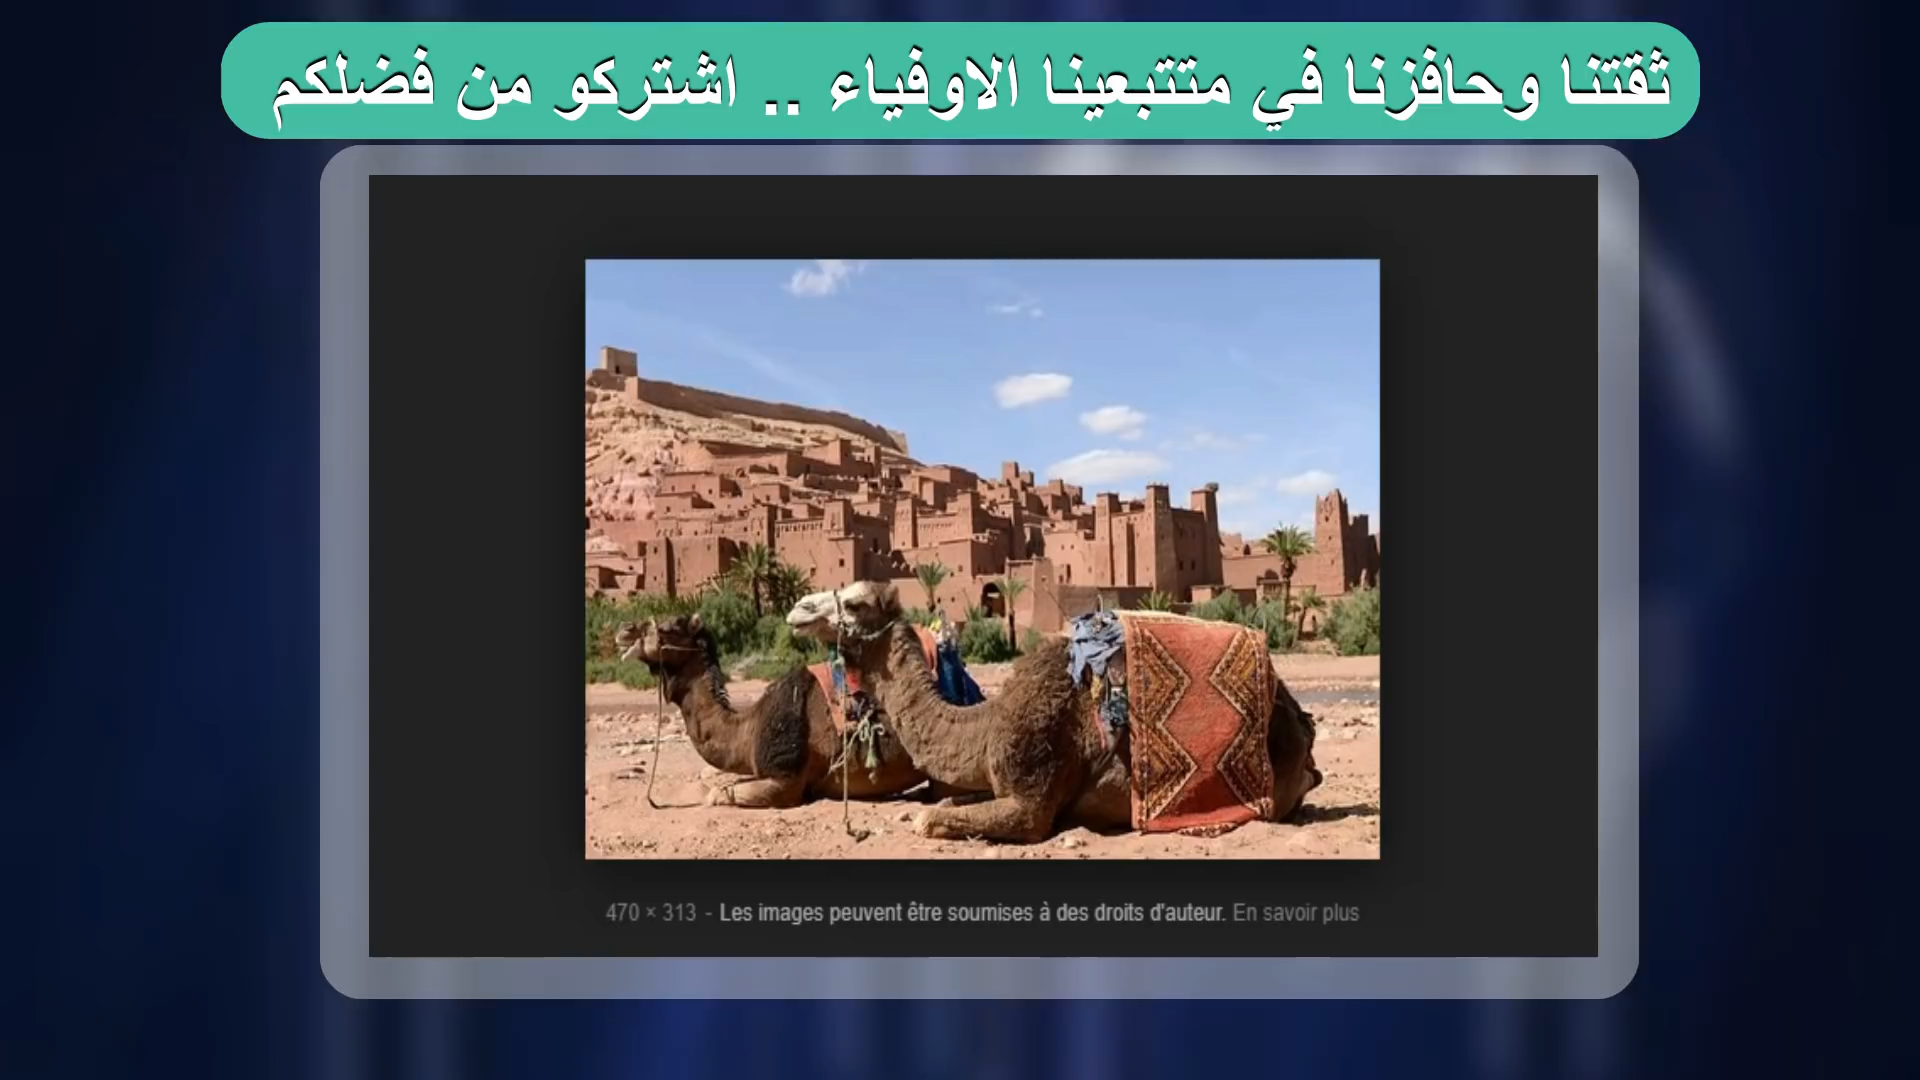 ثقتنا وحافزنا في متتبعينا الاوفياء .. اشتركو من فضلكم
470 × 313 - Les images peuvent être soumises à des droits d'auteur. En savoir plus